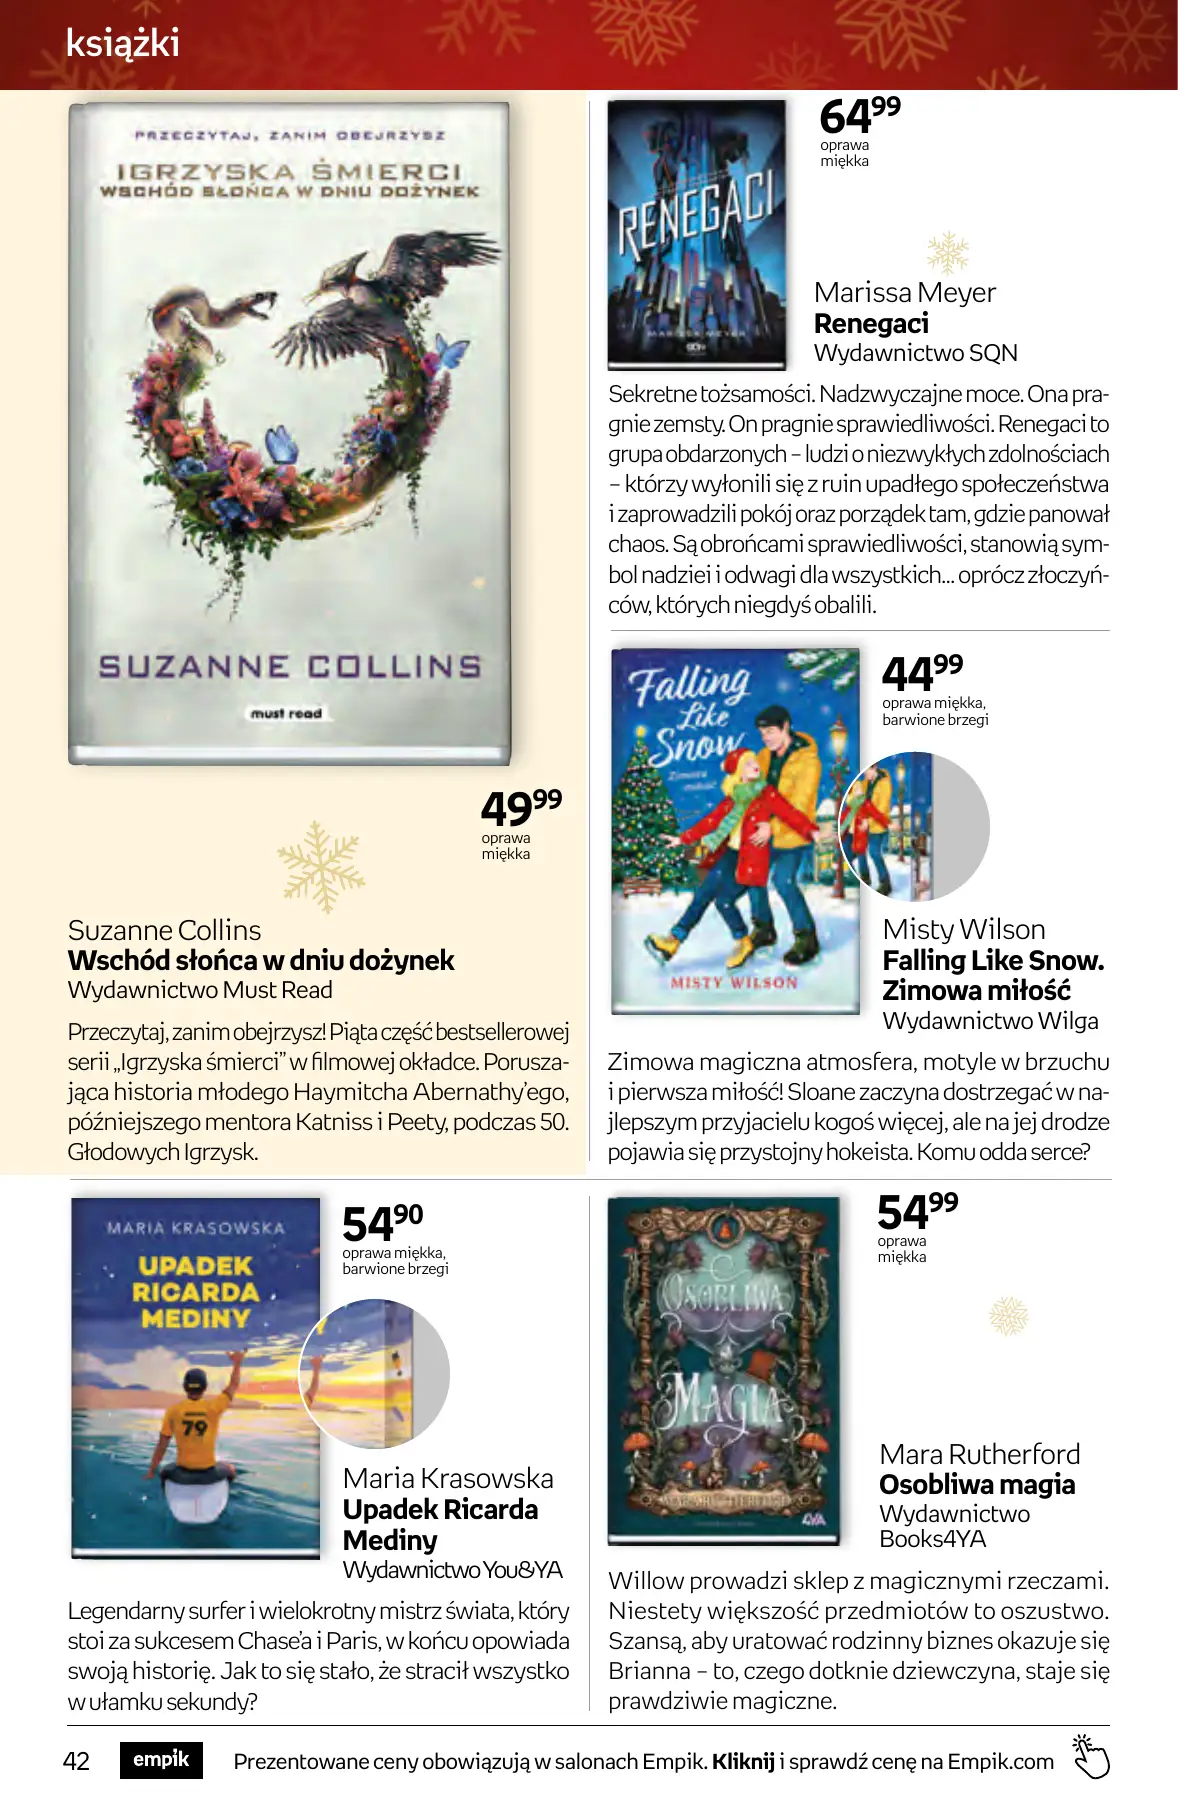 książki
PRZECZYTAJ, ZANIM OBEJRZYSZ
IGRZYSKA ŚMIERCI
WSCHÓD SŁOŃCA W DNIU DOŻYNEK
SUZANNE COLLINS
must read
49 99
oprawa
miękka
Suzanne Collins
Wschód słońca w dniu dożynek
Wydawnictwo Must Read
Przeczytaj, zanim obejrzysz! Piąta część bestsellerowej
serii „Igrzyska śmierci” w filmowej okładce. Porusza-
jąca historia młodego Haymitcha Abernathy’ego,
późniejszego mentora Katniss i Peety, podczas 50.
Głodowych Igrzysk.
RENEGACI
MARISSA MEYER
64 99
oprawa
miękka
Marissa Meyer
Renegaci
Wydawnictwo SQN
Sekretne tożsamości. Nadzwyczajne moce. Ona pra-
gnie zemsty. On pragnie sprawiedliwości. Renegaci to
grupa obdarzonych – ludzi o niezwykłych zdolnościach
– którzy wyłonili się z ruin upadłego społeczeństwa
i zaprowadzili pokój oraz porządek tam, gdzie panował
chaos. Są obrońcami sprawiedliwości, stanowią sym-
bol nadziei i odwagi dla wszystkich... oprócz złoczyń-
ców, których niegdyś obalili.
Falling
Like
Snow
Zimowa
miłość
MISTY WILSON
44 99
oprawa miękka,
barwione brzegi
Misty Wilson
Falling Like Snow.
Zimowa miłość
Wydawnictwo Wilga
Zimowa magiczna atmosfera, motyle w brzuchu
i pierwsza miłość! Sloane zaczyna dostrzegać w na-
jlepszym przyjacielu kogoś więcej, ale na jej drodze
pojawia się przystojny hokeista. Komu odda serce?
MARIA KRASOWSKA
UPADEK
RICARDA
MEDINY
79
54 90
oprawa miękka,
barwione brzegi
Maria Krasowska
Upadek Ricarda
Mediny
Wydawnictwo You&YA
Legendarny surfer i wielokrotny mistrz świata, który
stoi za sukcesem Chase’a i Paris, w końcu opowiada
swoją historię. Jak to się stało, że stracił wszystko
w ułamku sekundy?
OSOBLIWA
MAGIA
MARA RUTHERFORD
4YA
54 99
oprawa
miękka
Mara Rutherford
Osobliwa magia
Wydawnictwo
Books4YA
Willow prowadzi sklep z magicznymi rzeczami.
Niestety większość przedmiotów to oszustwo.
Szansą, aby uratować rodzinny biznes okazuje się
Brianna – to, czego dotknie dziewczyna, staje się
prawdziwie magiczne.
42
empik
Prezentowane ceny obowiązują w salonach Empik. Kliknij i sprawdź cenę na Empik.com